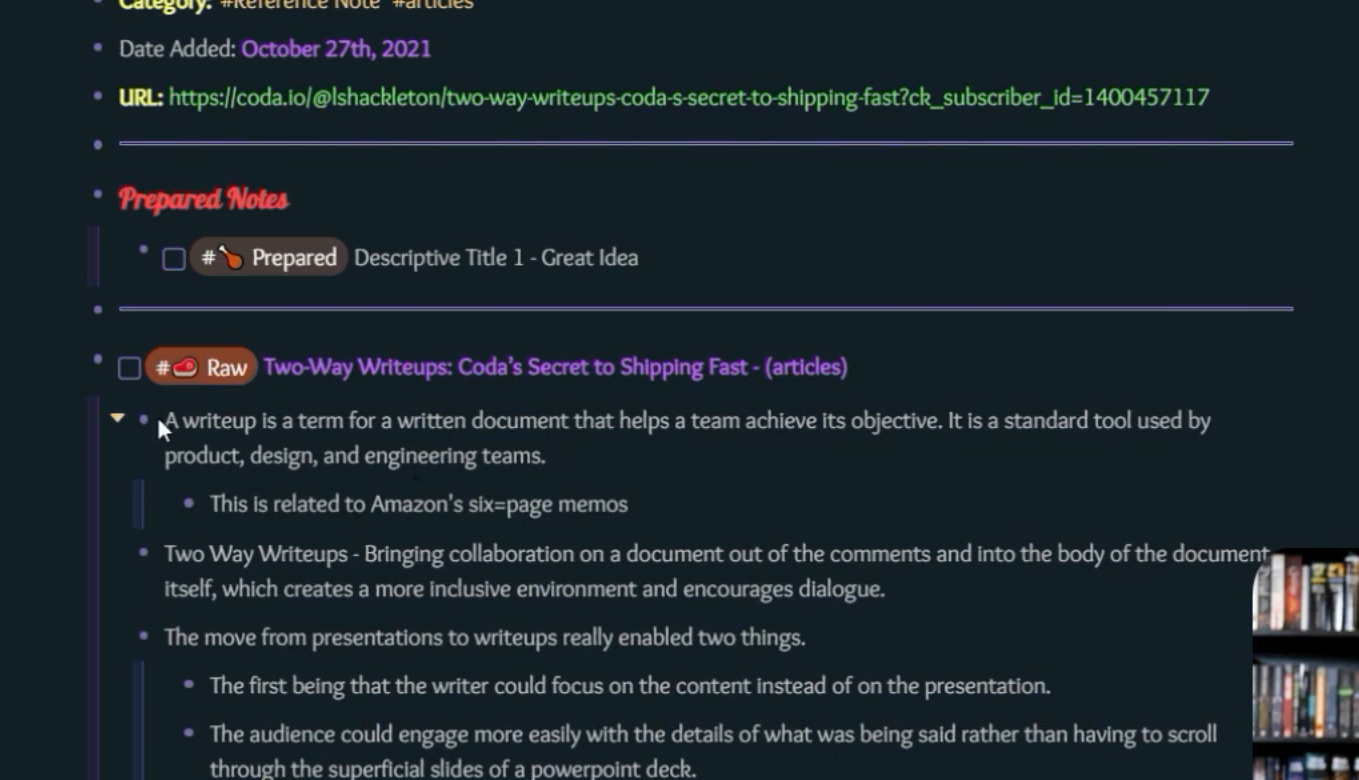 Category: #Reference Note #articles
Date Added: October 27th, 2021
URL: https://coda.io/@lshackleton/two-way-writeups-coda-s-secret-to-shipping-fast?ck_subscriber_id=1400457117
Prepared Notes
#🍗 Prepared Descriptive Title 1 - Great Idea
#🥩 Raw Two-Way Writeups: Coda's Secret to Shipping Fast - (articles)
A writeup is a term for a written document that helps a team achieve its objective. It is a standard tool used by
product, design, and engineering teams.
This is related to Amazon's six=page memos
Two Way Writeups - Bringing collaboration on a document out of the comments and into the body of the document
itself, which creates a more inclusive environment and encourages dialogue.
The move from presentations to writeups really enabled two things.
The first being that the writer could focus on the content instead of on the presentation.
The audience could engage more easily with the details of what was being said rather than having to scroll
through the superficial slides of a powerpoint deck.